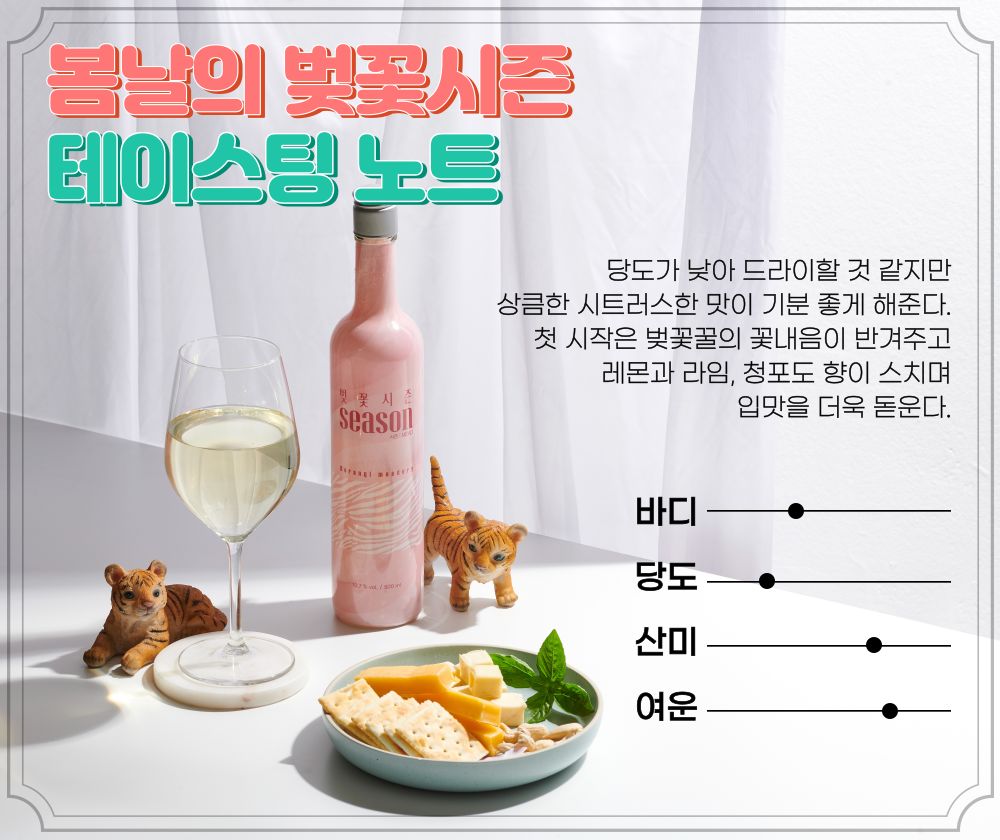 봄날의 벚꽃시즌
테이스팅 노트
당도가 낮아 드라이할 것 같지만
상큼한 시트러스한 맛이 기분 좋게 해준다.
첫 시작은 벚꽃꿀의 꽃내음이 반겨주고
레몬과 라임, 청포도 향이 스치며
입맛을 더욱 돋운다.
벚꽃시즌
season
바디
당도
산미
여운